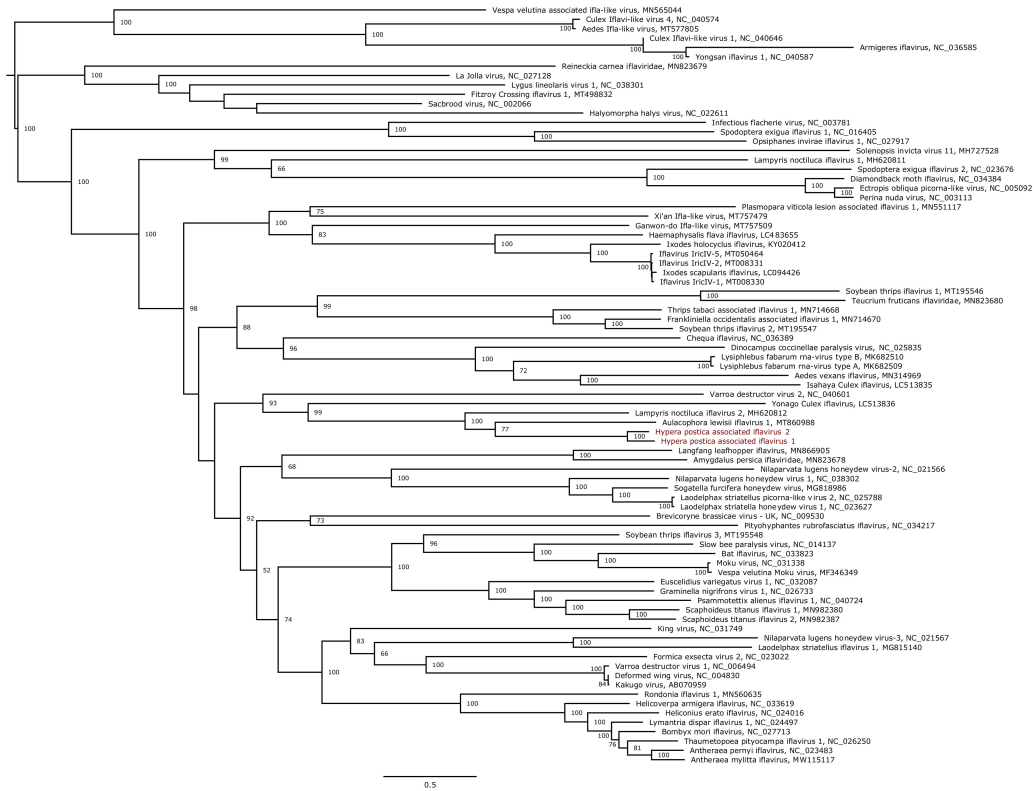 Vespa velutina associated ifla-like virus, MN565044
100
Culex Iflavi-like virus 4, NC_040574
100
Aedes Ifla-like virus, MT577805
100
Culex Iflavi-like virus 1, NC_040646
Armigeres iflavirus, NC_036585
100
100
Yongsan iflavirus 1, NC_040587
Reineckia carnea iflaviridae, MN823679
100
La Jolla virus, NC_027128
100
Lygus lineolaris virus 1, NC_038301
100
Fitzroy Crossing iflavirus 1, MT498832
Sacbrood virus, NC_002066
Halyomorpha halys virus, NC_022611
100
Infectious flacherie virus, NC_003781
100
Spodoptera exigua iflavirus 1, NC_016405
100
Opsiphanes invirae iflavirus 1, NC_027917
100
Solenopsis invicta virus 11, MH727528
99
Lampyris noctiluca iflavirus 1, MH620811
66
Spodoptera exigua iflavirus 2, NC_023676
100
Diamondback moth iflavirus, NC_034384
100
Ectropis obliqua picorna-like virus, NC_005092
100
Perina nuda virus, NC_003113
100
Plasmopara viticola lesion associated iflavirus 1, MN551117
75
Xi'an Ifla-like virus, MT757479
100
Ganwon-do Ifla-like virus, MT757509
83
Haemaphysalis flava iflavirus, LC483655
100
Ixodes holocyclus iflavirus, KY020412
100
Iflavirus IricIV-5, MT050464
Iflavirus IricIV-2, MT008331
100
Ixodes scapularis iflavirus, LC094426
Iflavirus IricIV-1, MT008330
98
Soybean thrips iflavirus 1, MT195546
100
Teucrium fruticans iflaviridae, MN823680
99
Thrips tabaci associated iflavirus 1, MN714668
100
Frankliniella occidentalis associated iflavirus 1, MN714670
100
Soybean thrips iflavirus 2, MT195547
88
Chequa iflavirus, NC_036389
96
Dinocampus coccinellae paralysis virus, NC_025835
100
Lysiphlebus fabarum rna-virus type B, MK682510
100
Lysiphlebus fabarum rna-virus type A, MK682509
72
Aedes vexans iflavirus, MN314969
100
Isahaya Culex iflavirus, LC513835
Varroa destructor virus 2, NC_040601
93
Yonago Culex iflavirus, LC513836
99
Lampyris noctiluca iflavirus 2, MH620812
100
Aulacophora lewisii iflavirus 1, MT860988
77
Hypera postica associated iflavirus 2
100
Hypera postica associated iflavirus 1
Langfang leafhopper iflavirus, MN866905
100
Amygdalus persica iflaviridae, MN823678
68
Nilaparvata lugens honeydew virus-2, NC_021566
100
Nilaparvata lugens honeydew virus 1, NC_038302
100
Sogatella furcifera honeydew virus, MG818986
100
Laodelphax striatellus picorna-like virus 2, NC_025788
100
Laodelphax striatella honeydew virus 1, NC_023627
92
Brevicoryne brassicae virus - UK, NC_009530
73
Pityohyphantes rubrofasciatus iflavirus, NC_034217
Soybean thrips iflavirus 3, MT195548
96
Slow bee paralysis virus, NC_014137
100
Bat iflavirus, NC_033823
100
Moku virus, NC_031338
100
Vespa velutina Moku virus, MF346349
100
52
Euscelidius variegatus virus 1, NC_032087
100
Graminella nigrifrons virus 1, NC_026733
100
Psammotettix alienus iflavirus 1, NC_040724
100
Scaphoideus titanus iflavirus 1, MN982380
100
Scaphoideus titanus iflavirus 2, MN982387
74
King virus, NC_031749
83
Nilaparvata lugens honeydew virus-3, NC_021567
100
Laodelphax striatellus iflavirus 1, MG815140
66
Formica exsecta virus 2, NC_023022
100
Varroa destructor virus 1, NC_006494
100
Deformed wing virus, NC_004830
84
Kakugo virus, AB070959
100
Rondonia iflavirus 1, MN560635
100
Helicoverpa armigera iflavirus, NC_033619
100
Heliconius erato iflavirus, NC_024016
100
Lymantria dispar iflavirus 1, NC_024497
100
Bombyx mori iflavirus, NC_027713
76
Thaumetopoea pityocampa iflavirus 1, NC_026250
81
Antheraea pernyi iflavirus, NC_023483
100
Antheraea mylitta iflavirus, MW115117
0.5